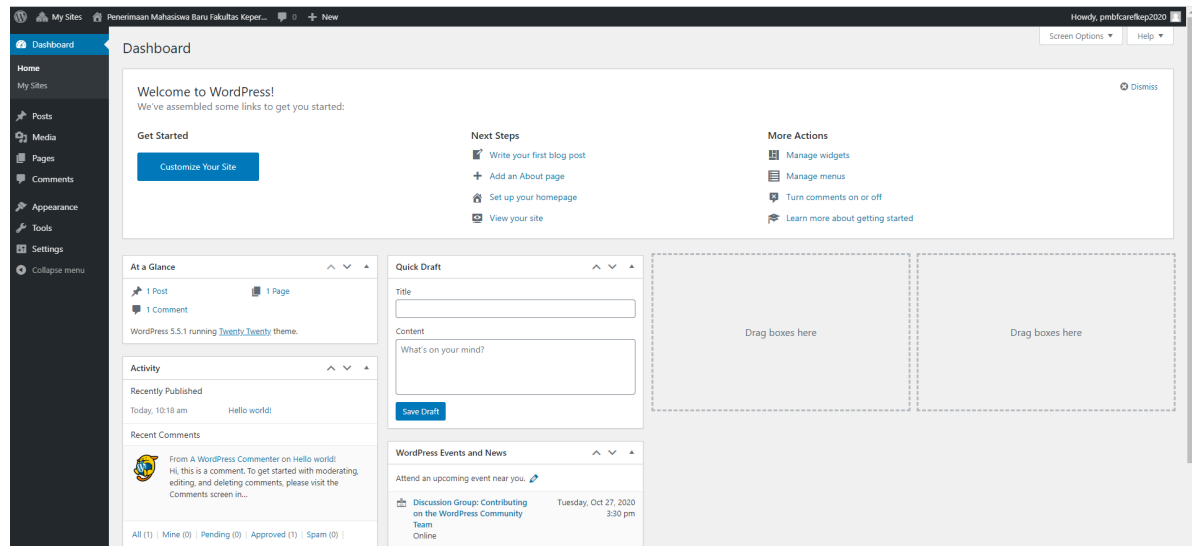 My Sites
Penerimaan Mahasiswa Baru Fakultas Keper...
0
New
Howdy, pmbfcarefkep2020
Dashboard
Home
My Sites
Posts
Media
Pages
Comments
Appearance
Tools
Settings
Collapse menu
Dashboard
Screen Options
Help
Welcome to WordPress!
We've assembled some links to get you started:
Dismiss
Get Started
Customize Your Site
Next Steps
Write your first blog post
Add an About page
Set up your homepage
View your site
More Actions
Manage widgets
Manage menus
Turn comments on or off
Learn more about getting started
At a Glance
1 Post
1 Page
1 Comment
WordPress 5.5.1 running Twenty Twenty theme.
Activity
Recently Published
Today, 10:18 am Hello world!
Recent Comments
From A WordPress Commenter on Hello world!
Hi, this is a comment. To get started with moderating,
editing, and deleting comments, please visit the
Comments screen in...
All (1) | Mine (0) | Pending (0) | Approved (1) | Spam (0) |
Quick Draft
Title
Content
What's on your mind?
Save Draft
WordPress Events and News
Attend an upcoming event near you.
Discussion Group: Contributing
on the WordPress Community
Team
Online
Tuesday, Oct 27, 2020
3:30 pm
Drag boxes here
Drag boxes here